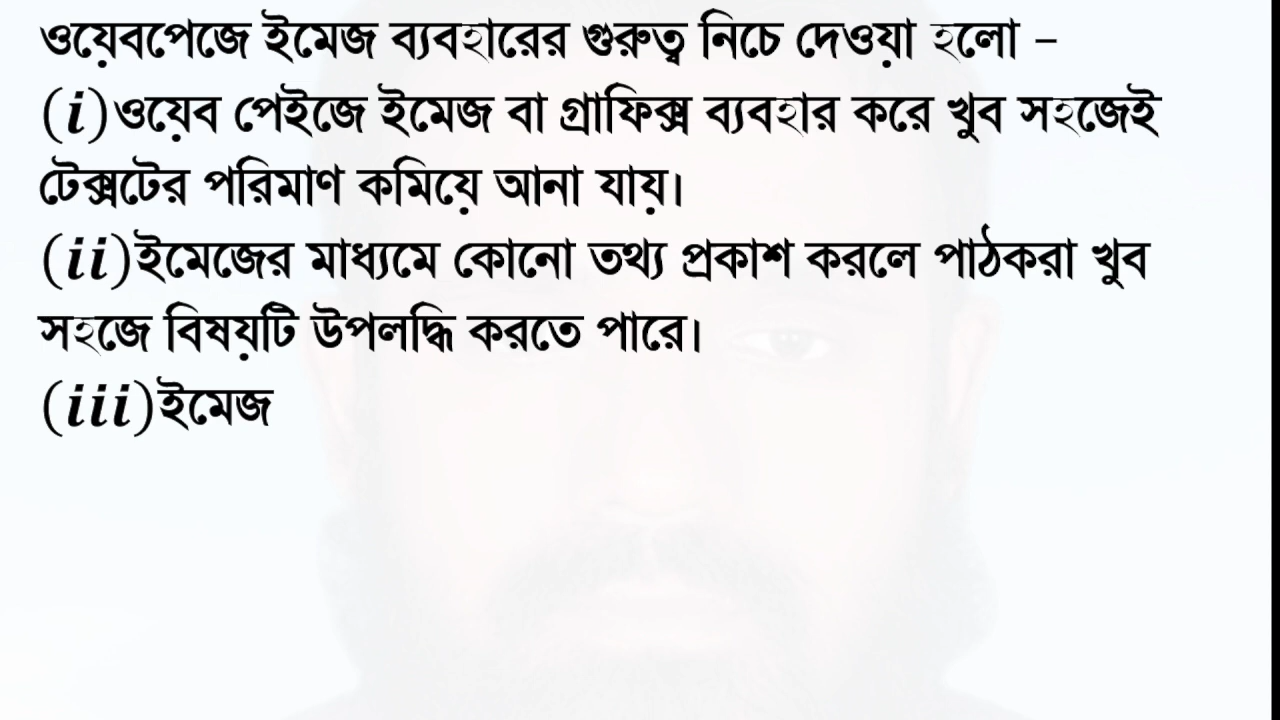 ওয়েবপেজে ইমেজ ব্যবহারের গুরুত্ব নিচে দেওয়া হলো –
(i)ওয়েব পেইজে ইমেজ বা গ্রাফিক্স ব্যবহার করে খুব সহজেই
টেক্সটের পরিমাণ কমিয়ে আনা যায়।
(ii)ইমেজের মাধ্যমে কোনো তথ্য প্রকাশ করলে পাঠকরা খুব
সহজে বিষয়টি উপলদ্ধি করতে পারে।
(iii)ইমেজ